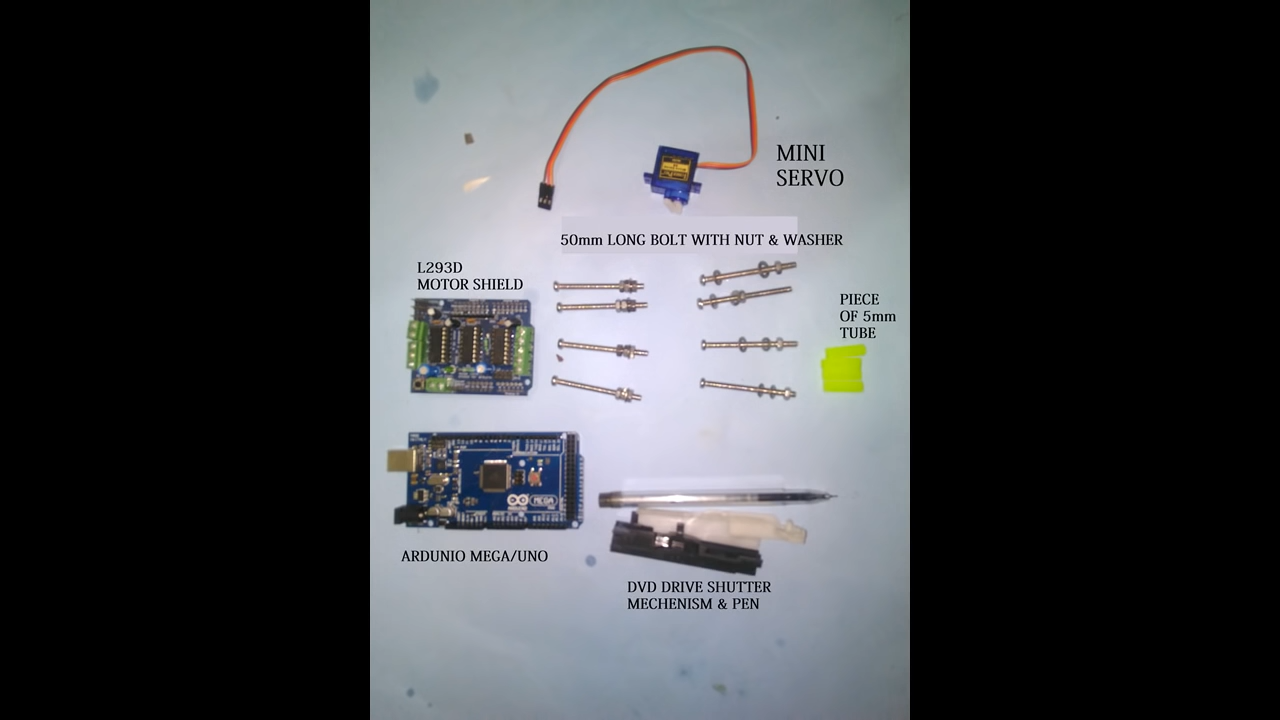 MINI
SERVO
50mm LONG BOLT WITH NUT & WASHER
L293D
MOTOR SHIELD
PIECE
OF 5mm
TUBE
MEGA
ARDUNIO MEGA/UNO
DVD DRIVE SHUTTER
MECHENISM & PEN